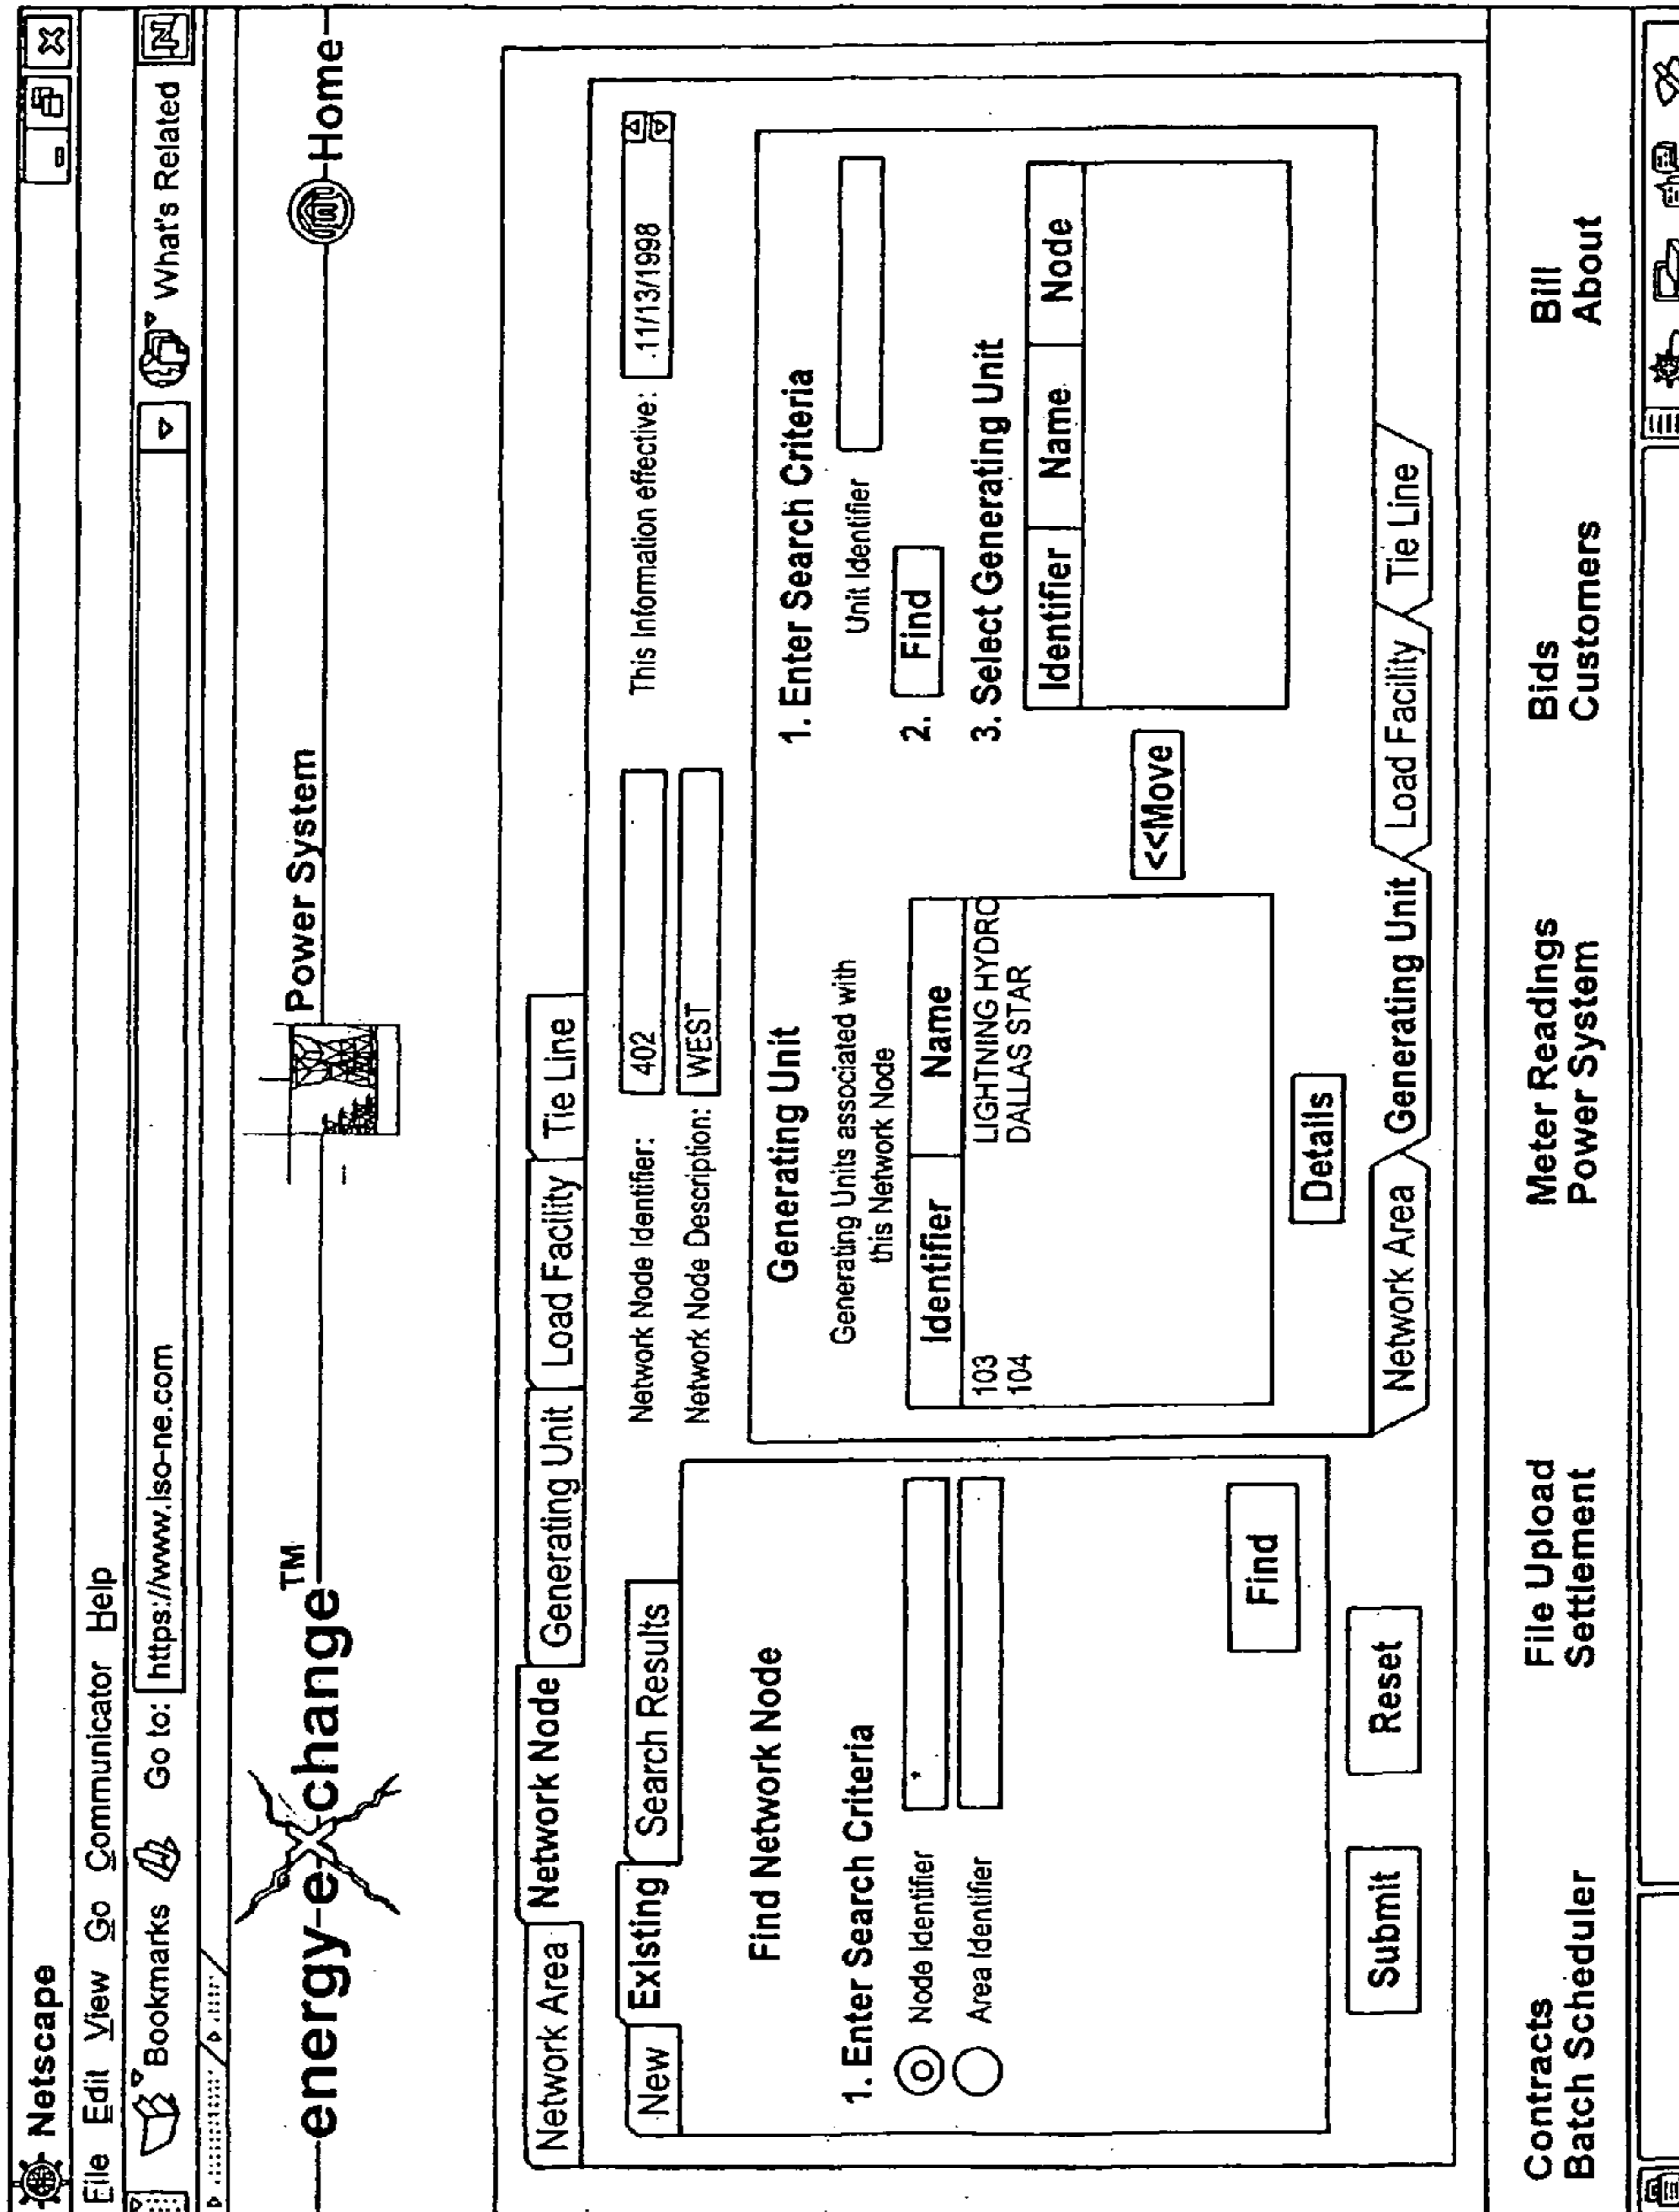 Netscape
File Edit View Go Communicator Help
Bookmarks Go to: https://www.iso-ne.com What's Related N
energy-e-X-change™ Power System Home
Network Area Network Node Generating Unit Load Facility Tie Line
New Existing Search Results
Find Network Node
1. Enter Search Criteria
Node Identifier *
Area Identifier
Find
Submit Reset
Network Node Identifier: 402 This Information effective: 11/13/1998
Network Node Description: WEST
Generating Unit
Generating Units associated with
this Network Node
Identifier Name
103 LIGHTNING HYDRO
104 DALLAS STAR
Details
<<Move
1. Enter Search Criteria
Unit Identifier
2. Find
3. Select Generating Unit
Identifier Name Node
Network Area Generating Unit Load Facility Tie Line
Contracts File Upload Meter Readings Bids Bill
Batch Scheduler Settlement Power System Customers About